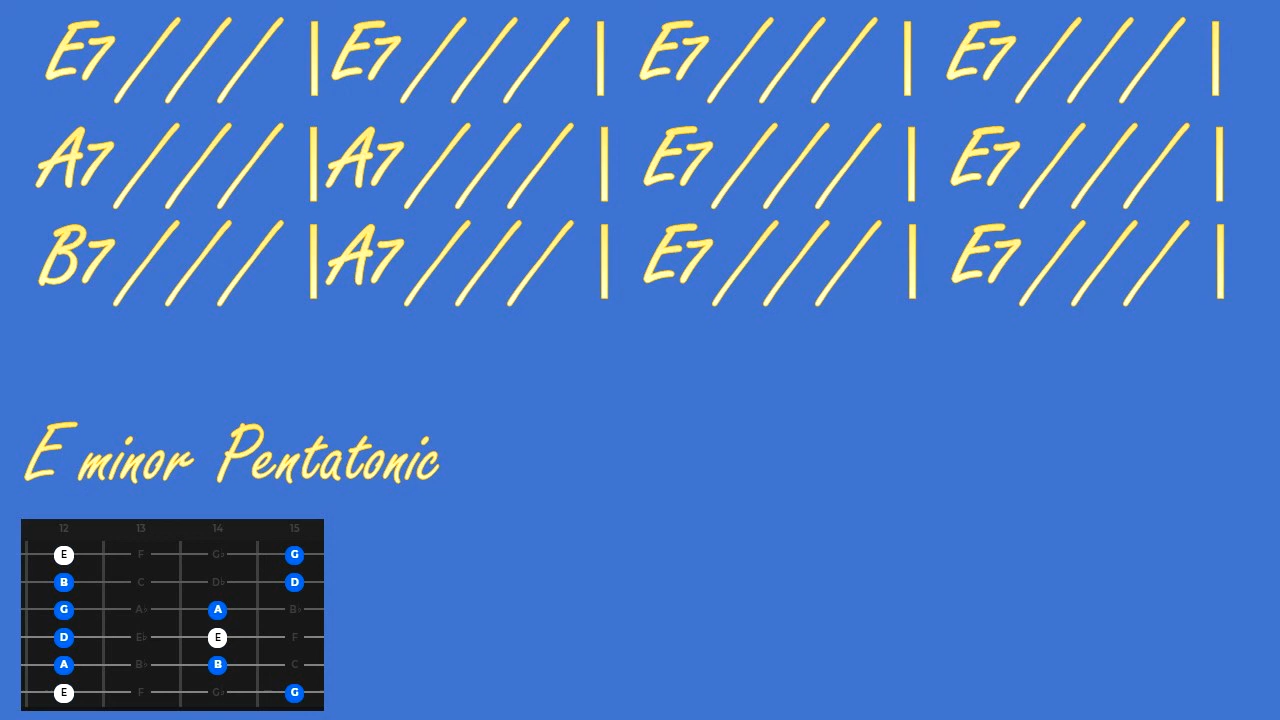 E7 / / / | E7 / / / | E7 / / / | E7 / / / |
A7 / / / | A7 / / / | E7 / / / | E7 / / / |
B7 / / / | A7 / / / | E7 / / / | E7 / / / |
E minor Pentatonic
12 13 14 15
E F G♭ G
B C D♭ D
G A♭ A B♭
D E♭ E F
A B♭ B C
E F G♭ G